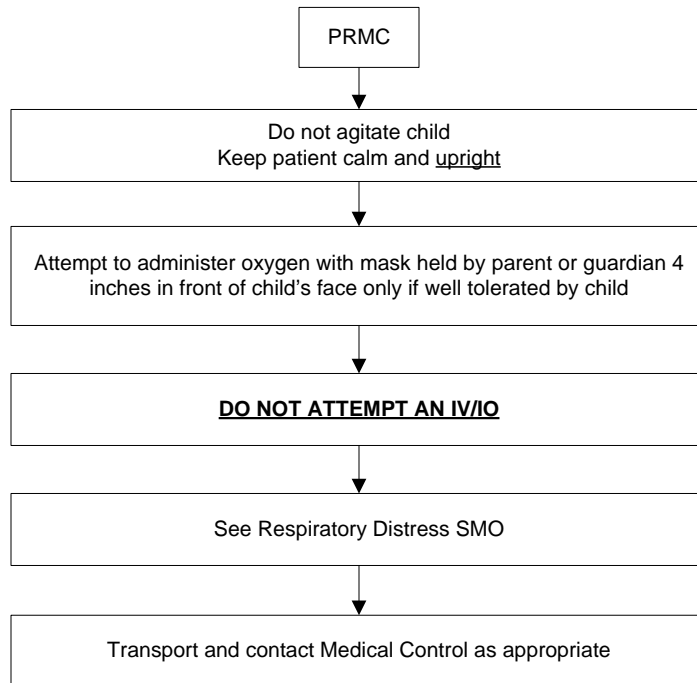 PRMC
Do not agitate child
Keep patient calm and upright
Attempt to administer oxygen with mask held by parent or guardian 4
inches in front of child’s face only if well tolerated by child
DO NOT ATTEMPT AN IV/IO
See Respiratory Distress SMO
Transport and contact Medical Control as appropriate